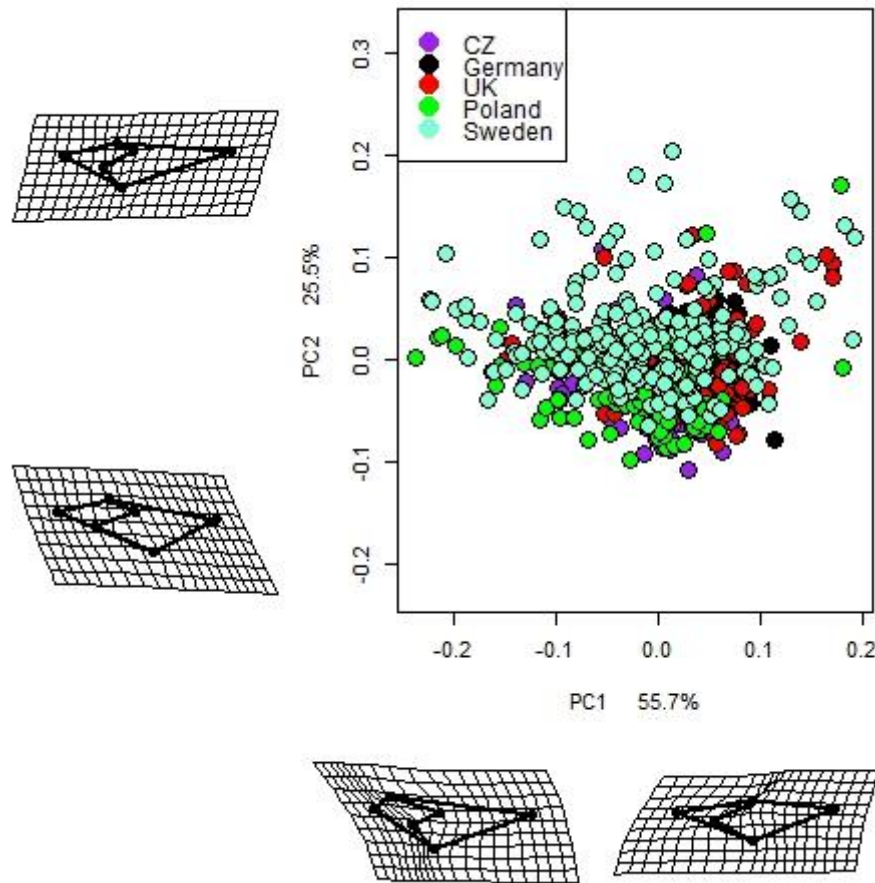 CZ
Germany
UK
Poland
Sweden
0.3
0.2
0.1
0.0
-0.1
-0.2
PC2 25.5%
-0.2 -0.1 0.0 0.1 0.2
PC1 55.7%